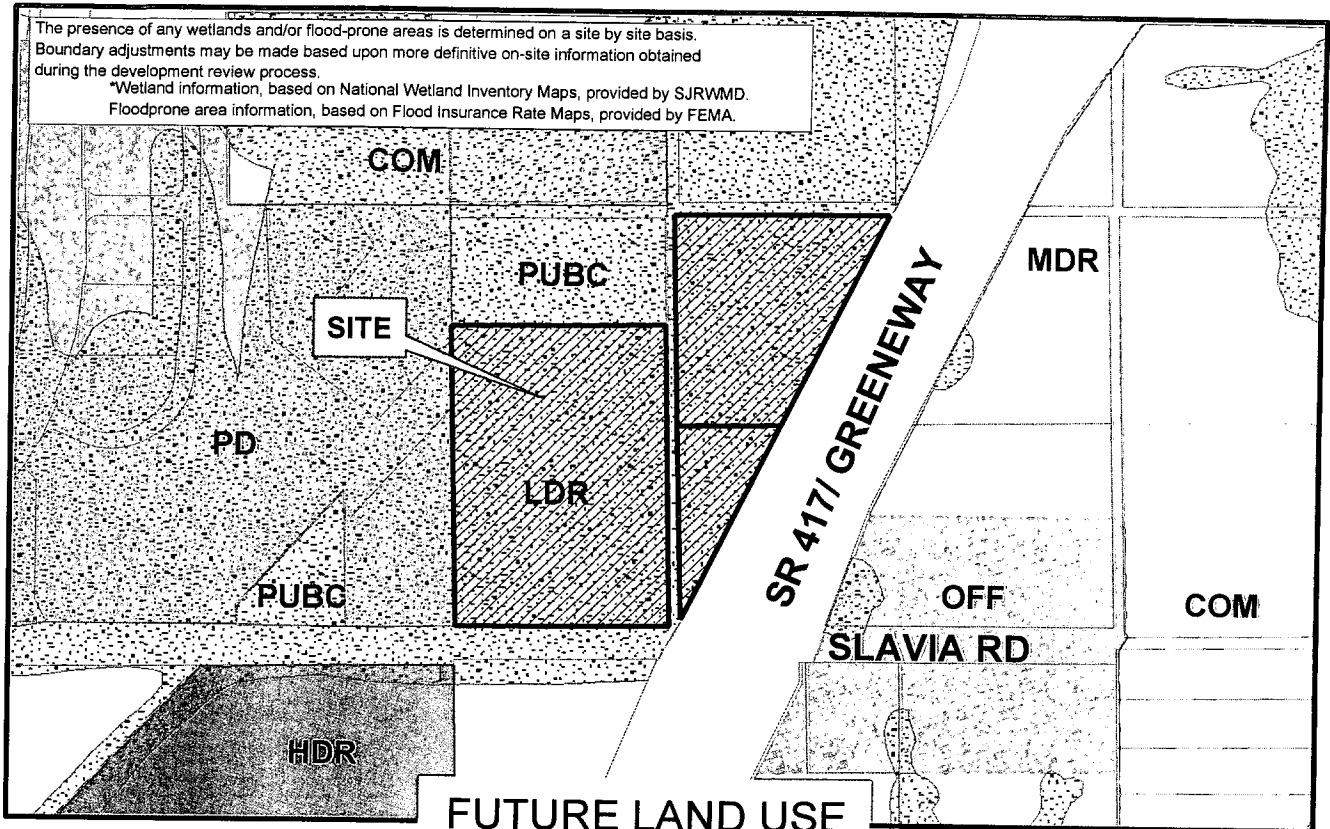 The presence of any wetlands and/or flood-prone areas is determined on a site by site basis.
Boundary adjustments may be made based upon more definitive on-site information obtained
during the development review process.
*Wetland information, based on National Wetland Inventory Maps, provided by SJRWMD.
Floodprone area information, based on Flood Insurance Rate Maps, provided by FEMA.
COM
PUBC
MDR
SITE
SR 417/ GREENEWAY
PD
LDR
PUBC
OFF
COM
SLAVIA RD
HDR
FUTURE LAND USE